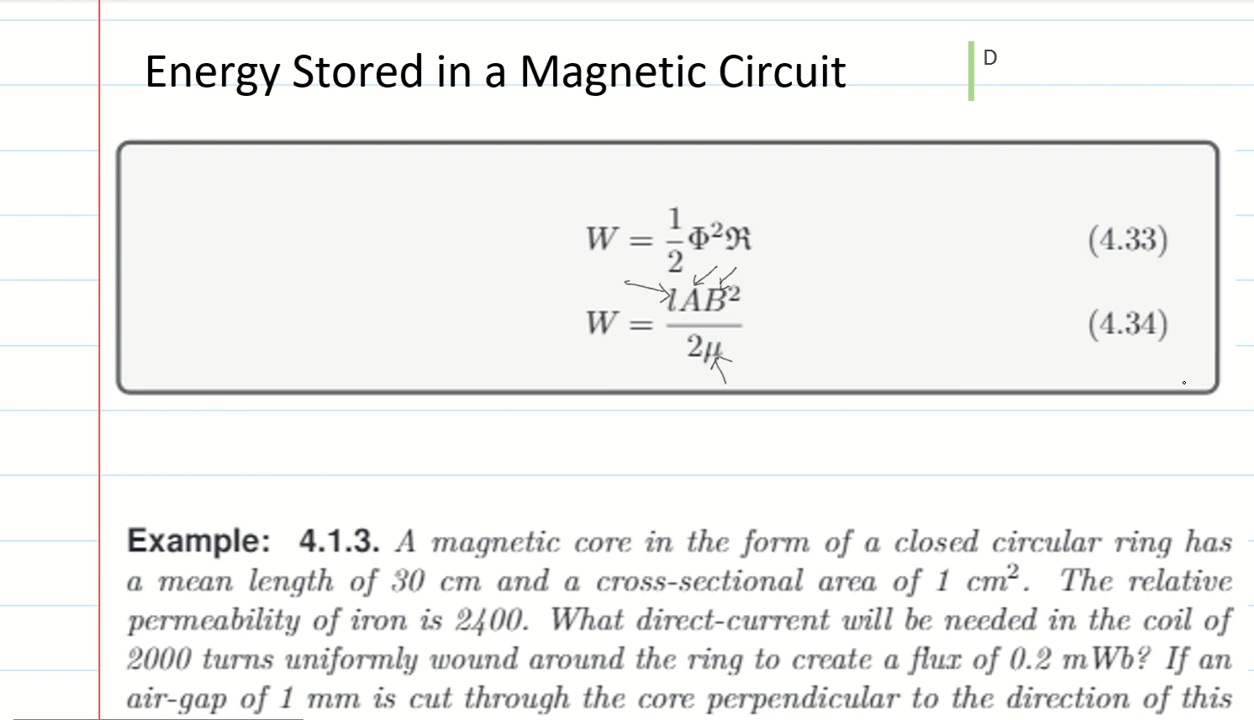 Energy Stored in a Magnetic Circuit
D
W = \frac{1}{2}Φ²ℜ (4.33)
W = \frac{lAB²}{2μ} (4.34)
Example: 4.1.3. A magnetic core in the form of a closed circular ring has
a mean length of 30 cm and a cross-sectional area of 1 cm². The relative
permeability of iron is 2400. What direct-current will be needed in the coil of
2000 turns uniformly wound around the ring to create a flux of 0.2 mWb? If an
air-gap of 1 mm is cut through the core perpendicular to the direction of this